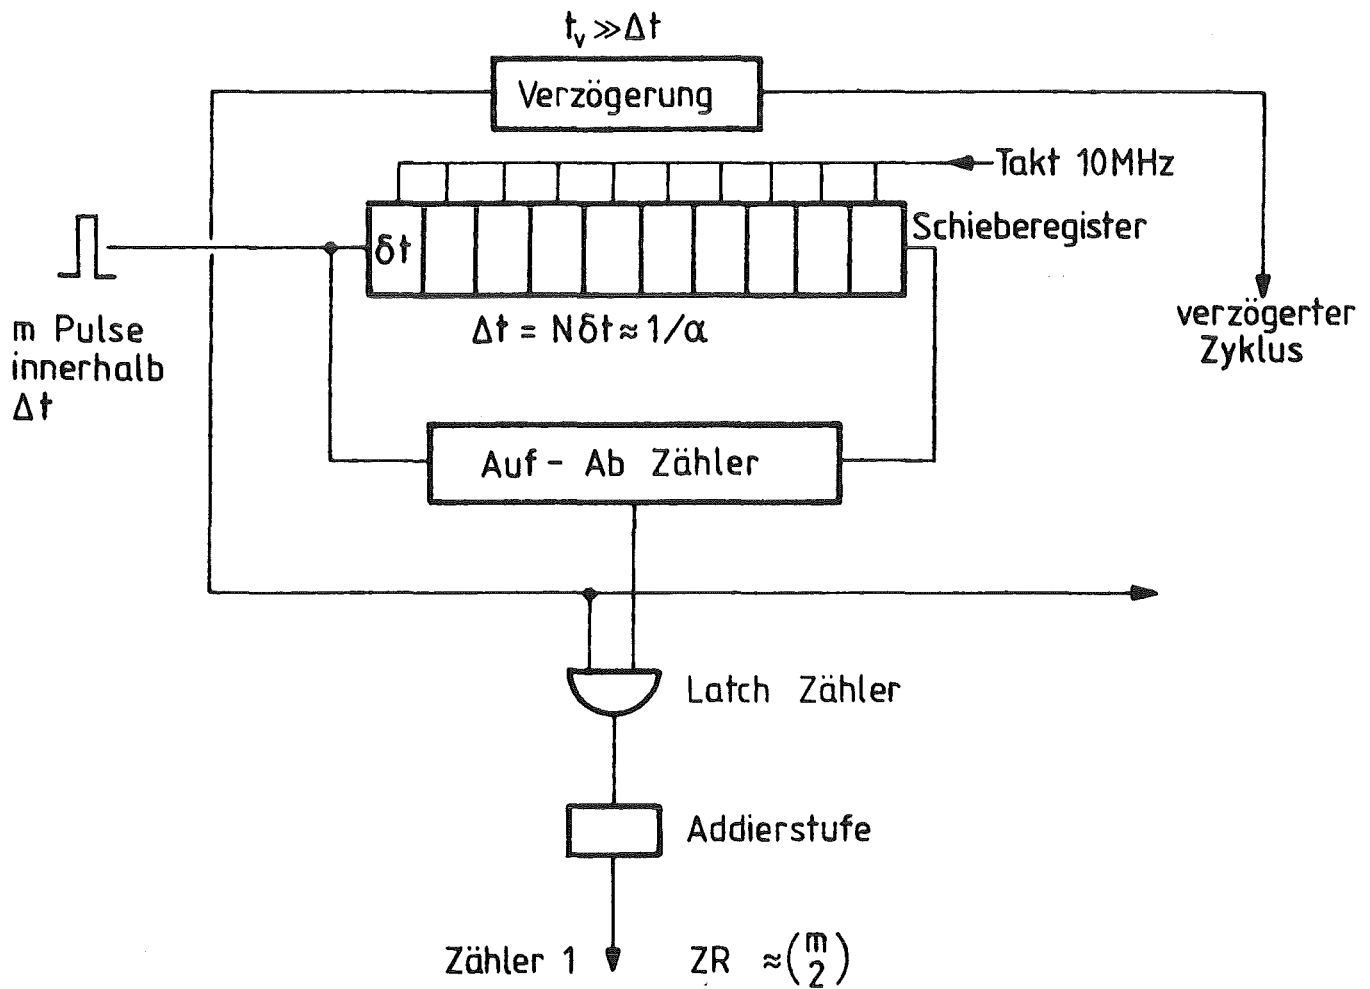 t_v ≫ Δt
Verzögerung
Takt 10MHz
Schieberegister
δt
Δt = Nδt ≈ 1/α
m Pulse
innerhalb
Δt
verzögerter
Zyklus
Auf - Ab Zähler
Latch Zähler
Addierstufe
Zähler 1
ZR ≈ (m 2)